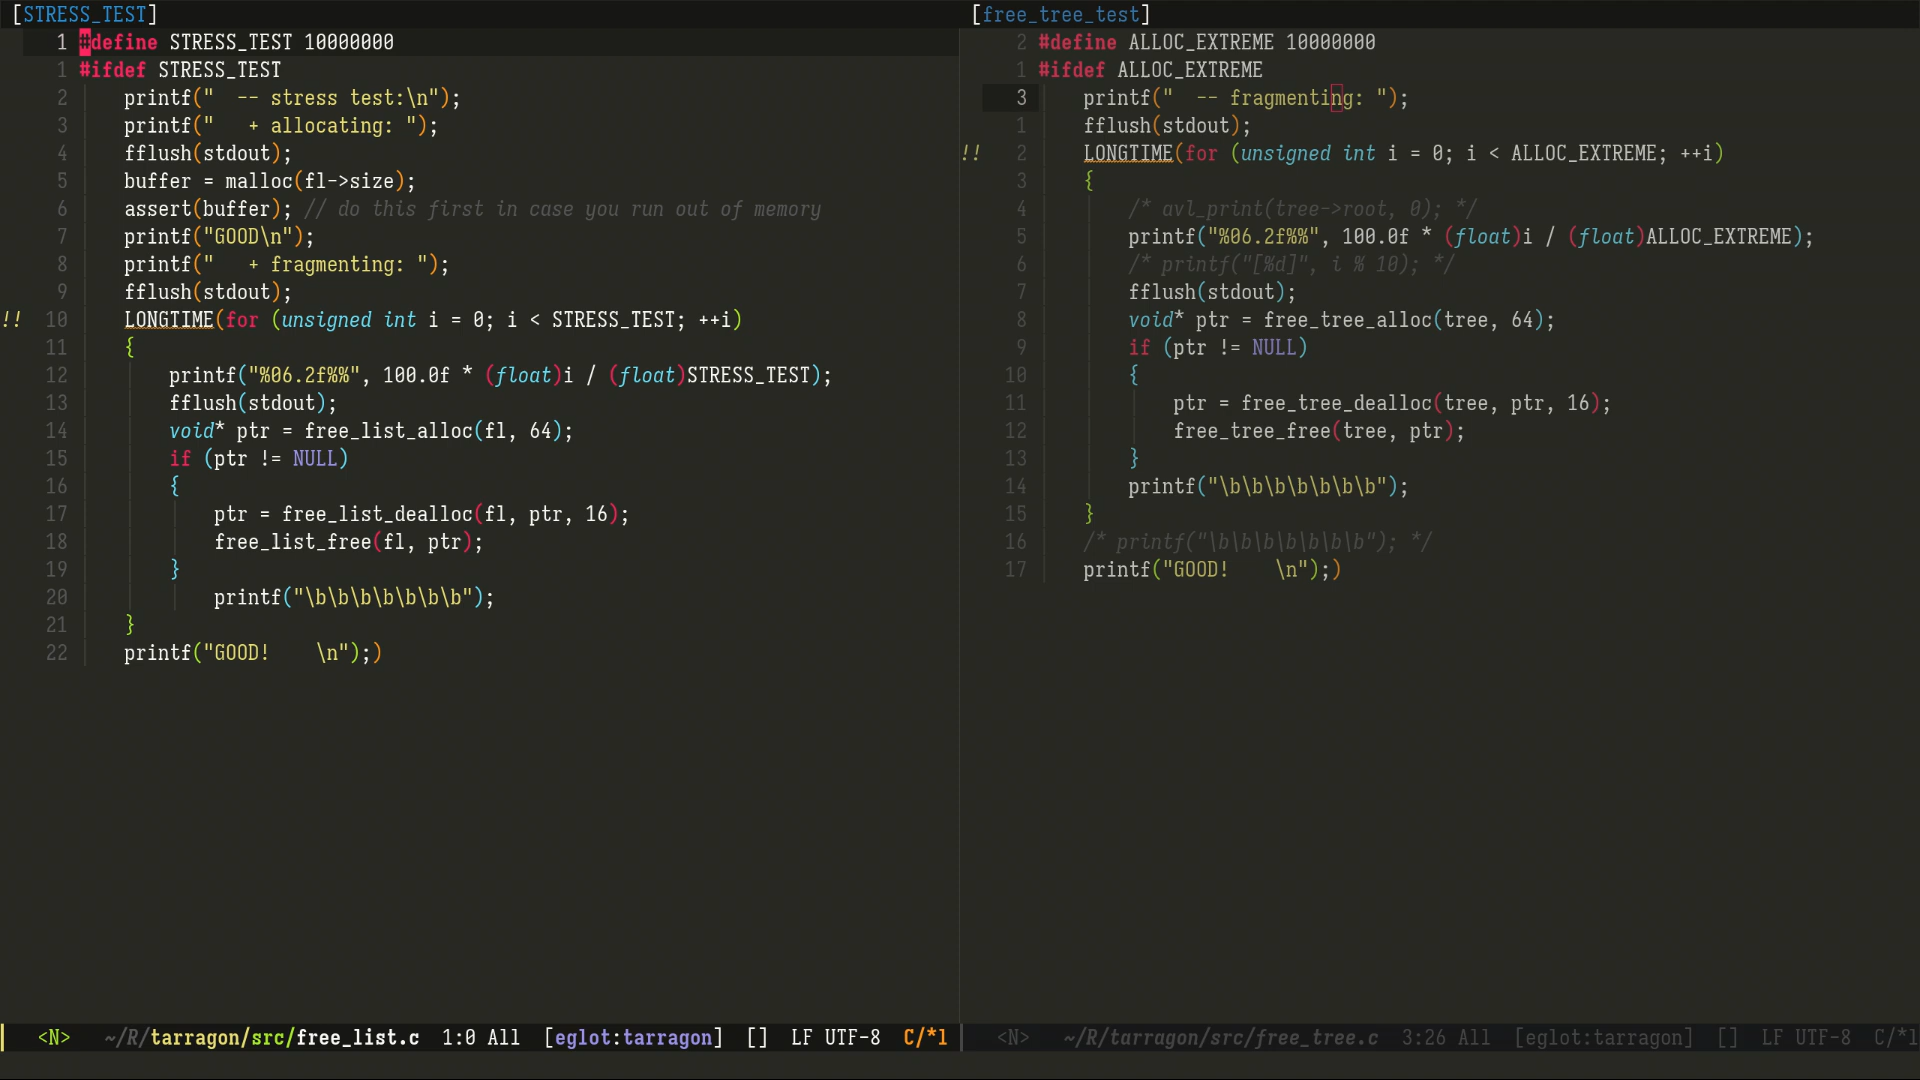 [STRESS_TEST]
1 #define STRESS_TEST 10000000
1 #ifdef STRESS_TEST
2 printf("  -- stress test:\n");
3 printf("   + allocating: ");
4 fflush(stdout);
5 buffer = malloc(fl->size);
6 assert(buffer); // do this first in case you run out of memory
7 printf("GOOD\n");
8 printf("   + fragmenting: ");
9 fflush(stdout);
!! 10 LONGTIME(for (unsigned int i = 0; i < STRESS_TEST; ++i)
11 {
12 printf("%06.2f%%", 100.0f * (float)i / (float)STRESS_TEST);
13 fflush(stdout);
14 void* ptr = free_list_alloc(fl, 64);
15 if (ptr != NULL)
16 {
17 ptr = free_list_dealloc(fl, ptr, 16);
18 free_list_free(fl, ptr);
19 }
20 printf("\b\b\b\b\b\b\b");
21 }
22 printf("GOOD!    \n");)
<N> ~/R/tarragon/src/free_list.c 1:0 All [eglot:tarragon] [] LF UTF-8 C/*l
[free_tree_test]
2 #define ALLOC_EXTREME 10000000
1 #ifdef ALLOC_EXTREME
3 printf("  -- fragmenting: ");
1 fflush(stdout);
!! 2 LONGTIME(for (unsigned int i = 0; i < ALLOC_EXTREME; ++i)
3 {
4 /* avl_print(tree->root, 0); */
5 printf("%06.2f%%", 100.0f * (float)i / (float)ALLOC_EXTREME);
6 /* printf("[%d]", i % 10); */
7 fflush(stdout);
8 void* ptr = free_tree_alloc(tree, 64);
9 if (ptr != NULL)
10 {
11 ptr = free_tree_dealloc(tree, ptr, 16);
12 free_tree_free(tree, ptr);
13 }
14 printf("\b\b\b\b\b\b\b");
15 }
16 /* printf("\b\b\b\b\b\b\b"); */
17 printf("GOOD!    \n");)
<N> ~/R/tarragon/src/free_tree.c 3:26 All [eglot:tarragon] [] LF UTF-8 C/*l